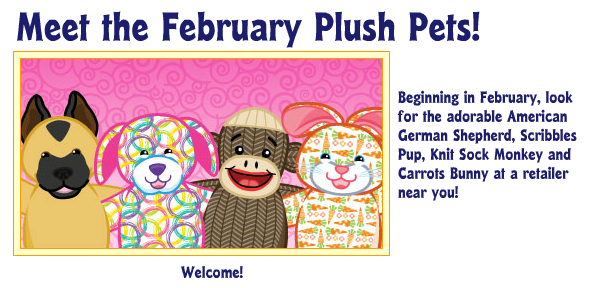 Meet the February Plush Pets!
Beginning in February, look
for the adorable American
German Shepherd, Scribbles
Pup, Knit Sock Monkey and
Carrots Bunny at a retailer
near you!
Welcome!